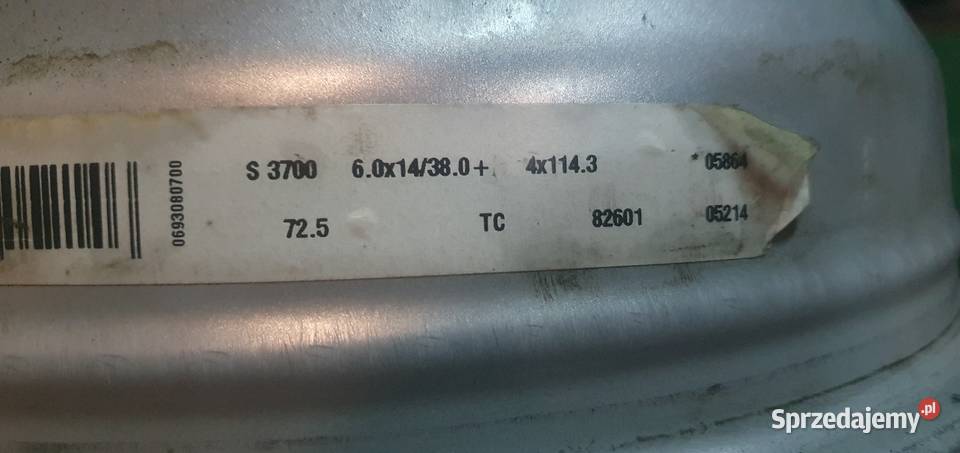 0693080700
S 3700 6.0x14/38.0+ 4x114.3 * 05864
72.5 TC 82601 05214
Sprzedajemy.pl